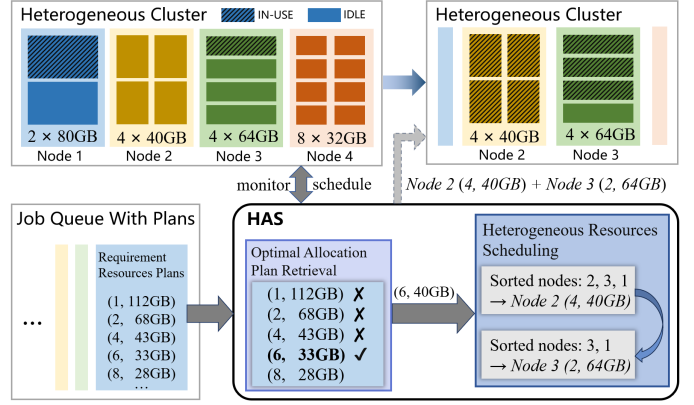 Heterogeneous Cluster
IN-USE
IDLE
2 × 80GB
4 × 40GB
4 × 64GB
8 × 32GB
Node 1
Node 2
Node 3
Node 4
Heterogeneous Cluster
4 × 40GB
4 × 64GB
Node 2
Node 3
monitor
schedule
Node 2 (4, 40GB) + Node 3 (2, 64GB)
Job Queue With Plans
Requirement
Resources Plans
(1, 112GB)
(2, 68GB)
(4, 43GB)
(6, 33GB)
(8, 28GB)
...
...
HAS
Optimal Allocation
Plan Retrieval
(1, 112GB) ✗
(2, 68GB) ✗
(4, 43GB) ✗
(6, 33GB) ✓
(8, 28GB)
(6, 40GB)
Heterogeneous Resources
Scheduling
Sorted nodes: 2, 3, 1
→ Node 2 (4, 40GB)
Sorted nodes: 3, 1
→ Node 3 (2, 64GB)